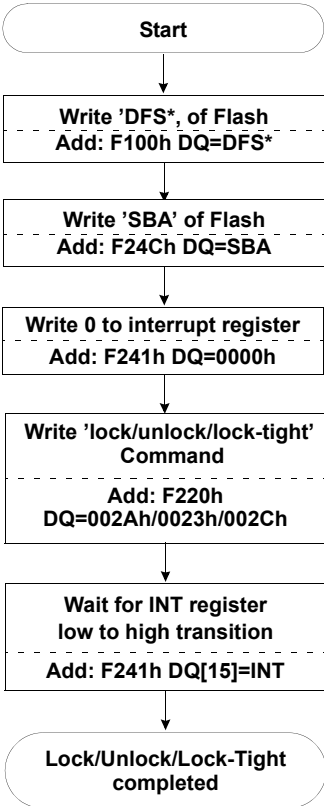 Start
Write 'DFS*, of Flash
Add: F100h DQ=DFS*
Write 'SBA' of Flash
Add: F24Ch DQ=SBA
Write 0 to interrupt register
Add: F241h DQ=0000h
Write 'lock/unlock/lock-tight'
Command
Add: F220h
DQ=002Ah/0023h/002Ch
Wait for INT register
low to high transition
Add: F241h DQ[15]=INT
Lock/Unlock/Lock-Tight
completed